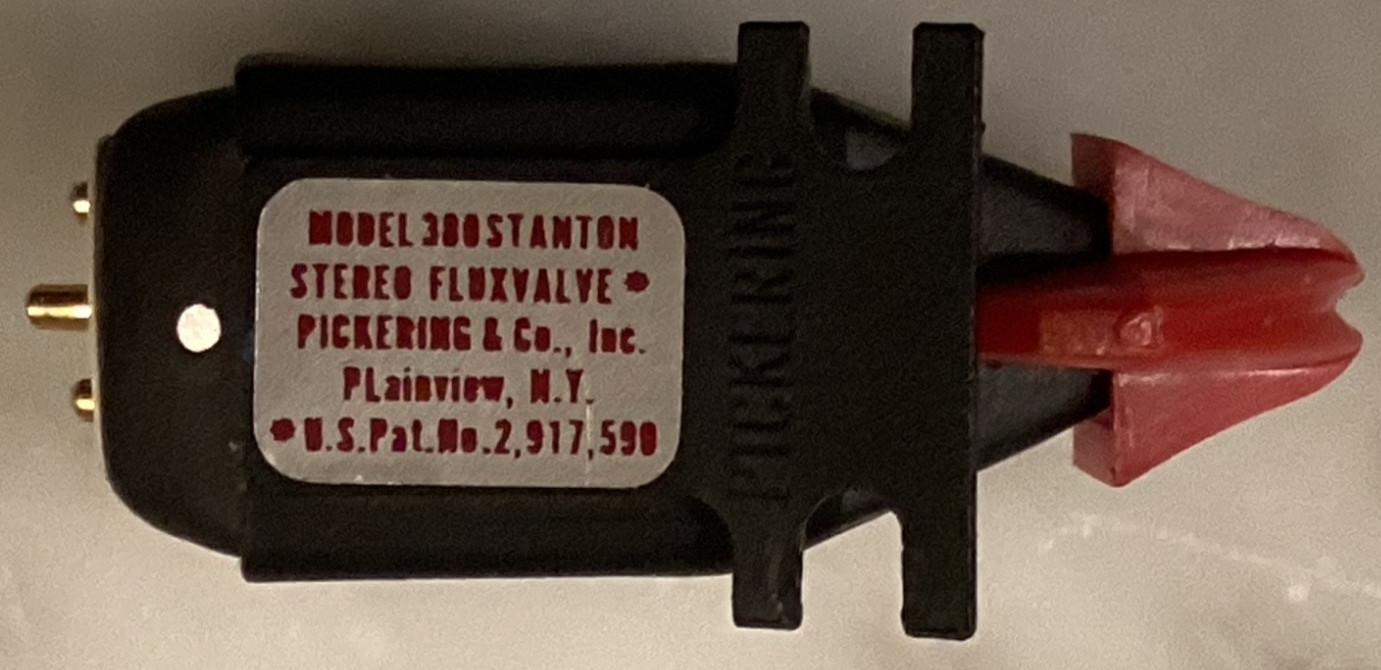 MODEL 380 STANTON
STEREO FLUXVALVE *
PICKERING & Co., Inc.
PLainview, N.Y.
*U.S.Pat.No.2,917,590
PICKERING